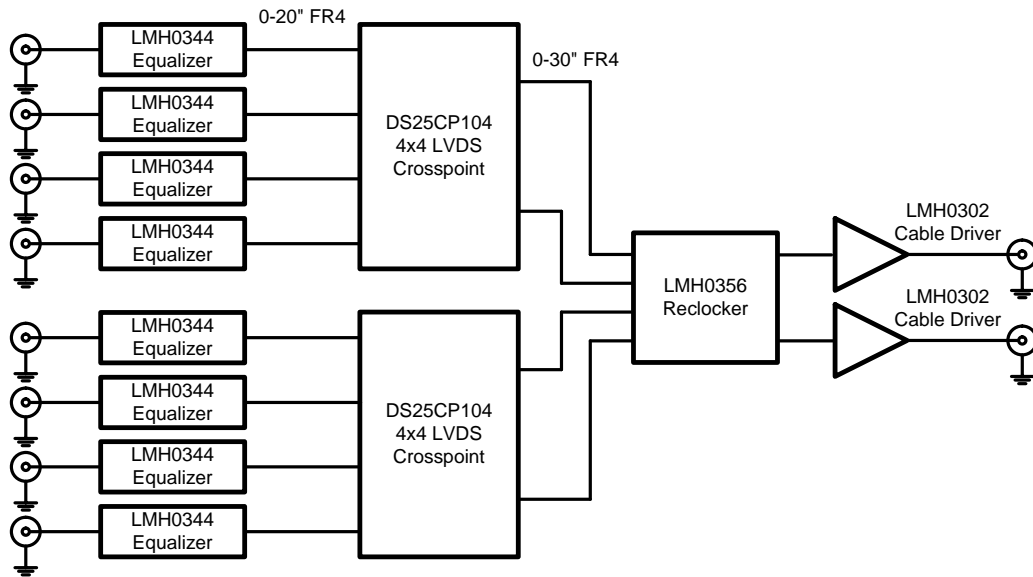 0-20" FR4
LMH0344
Equalizer
LMH0344
Equalizer
LMH0344
Equalizer
LMH0344
Equalizer
DS25CP104
4x4 LVDS
Crosspoint
0-30" FR4
LMH0344
Equalizer
LMH0344
Equalizer
LMH0344
Equalizer
LMH0344
Equalizer
DS25CP104
4x4 LVDS
Crosspoint
LMH0356
Reclocker
LMH0302
Cable Driver
LMH0302
Cable Driver